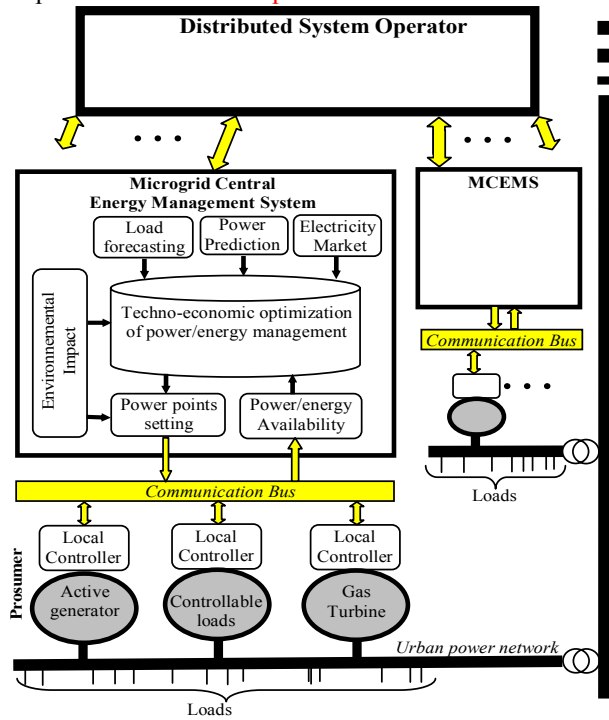 Distributed System Operator
Microgrid Central
Energy Management System
Load
forecasting
Power
Prediction
Electricity
Market
Environnemental
Impact
Techno-economic optimization
of power/energy management
Power points
setting
Power/energy
Availability
Communication Bus
MCEMS
Communication Bus
Loads
Prosumer
Local
Controller
Local
Controller
Local
Controller
Active
generator
Controllable
loads
Gas
Turbine
Urban power network
Loads